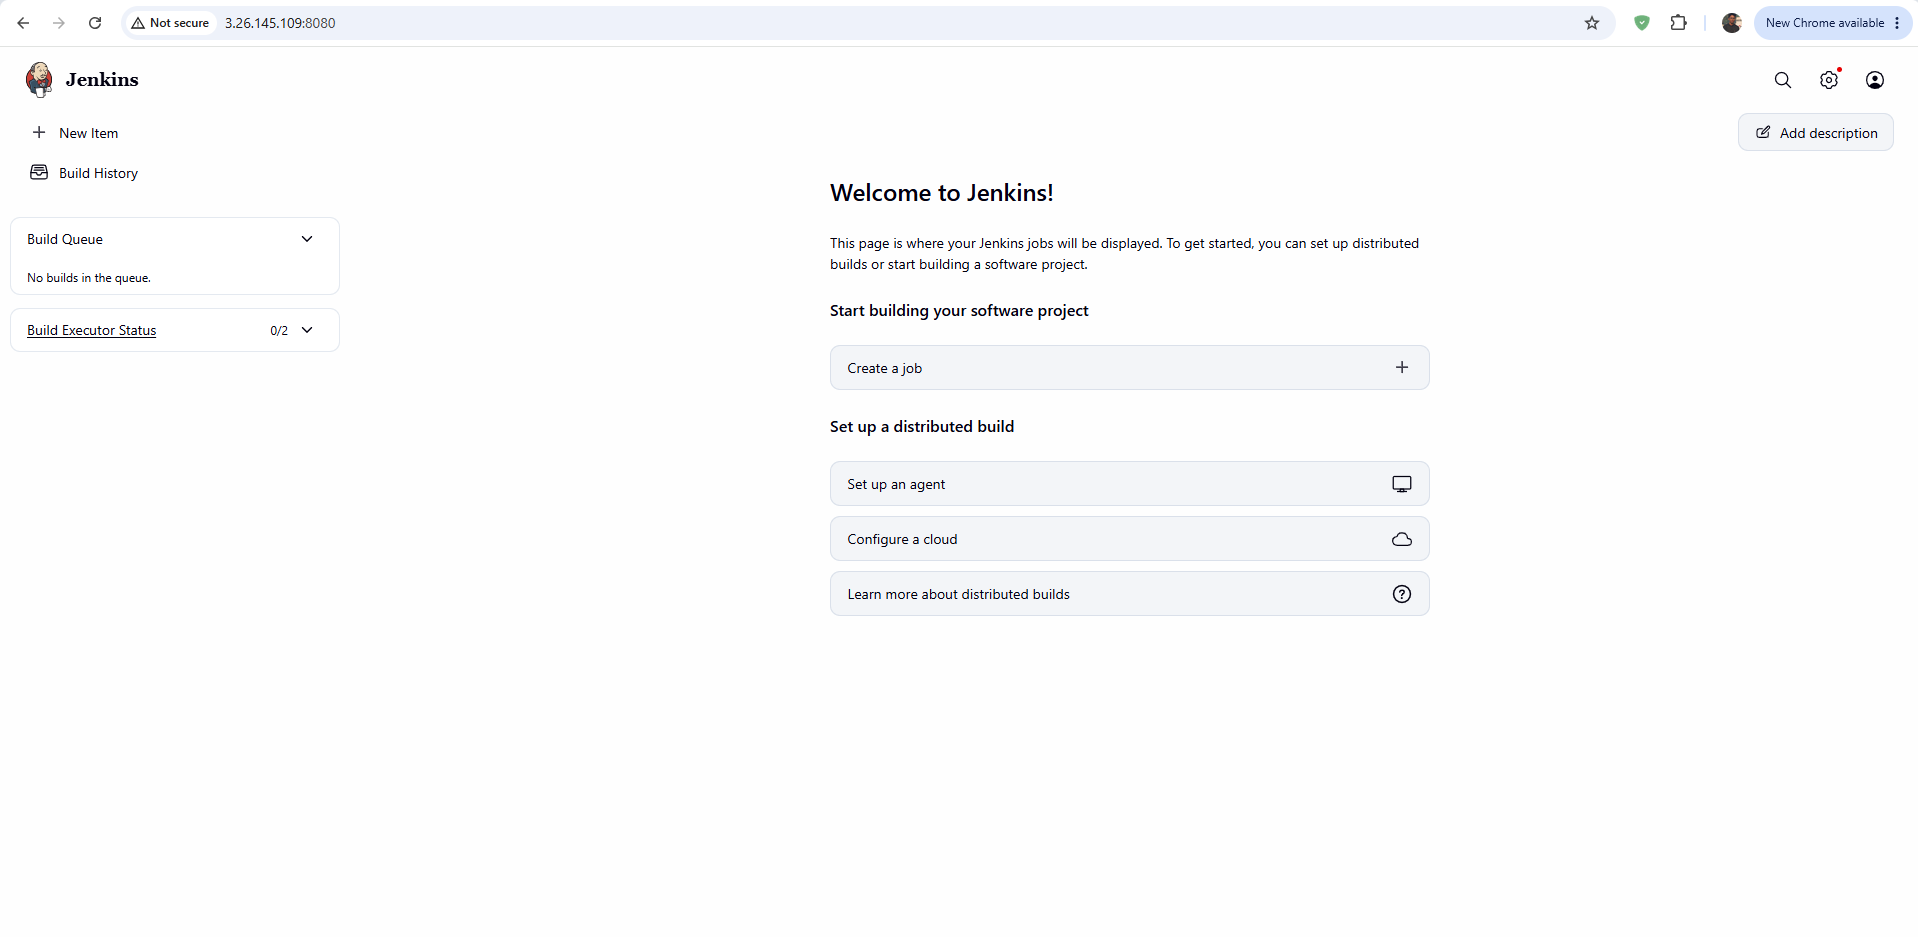 Not secure
3.26.145.109:8080
New Chrome available
Jenkins
New Item
Add description
Build History
Welcome to Jenkins!
Build Queue
No builds in the queue.
Build Executor Status
0/2
This page is where your Jenkins jobs will be displayed. To get started, you can set up distributed
builds or start building a software project.
Start building your software project
Create a job
Set up a distributed build
Set up an agent
Configure a cloud
Learn more about distributed builds